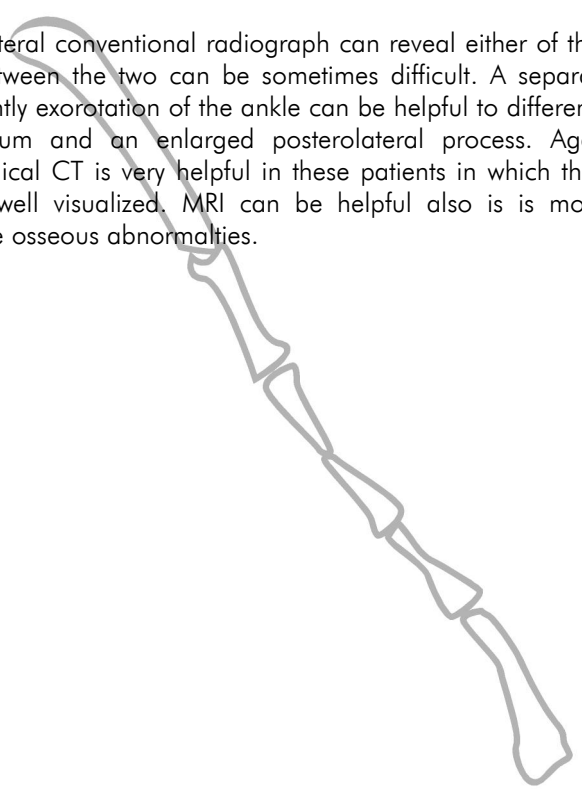 teral conventional radiograph can reveal either of th
tween the two can be sometimes difficult. A separ
ntly exorotation of the ankle can be helpful to differen
um and an enlarged posterolateral process. Ag
ical CT is very helpful in these patients in which th
well visualized. MRI can be helpful also is is mo
e osseous abnormalties.